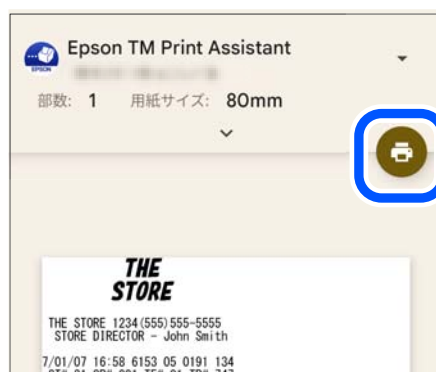 EPSON
Epson TM Print Assistant
部数: 1 用紙サイズ: 80mm
THE
STORE
THE STORE 1234(555)555-5555
STORE DIRECTOR - John Smith
7/01/07 16:58 6153 05 0191 134